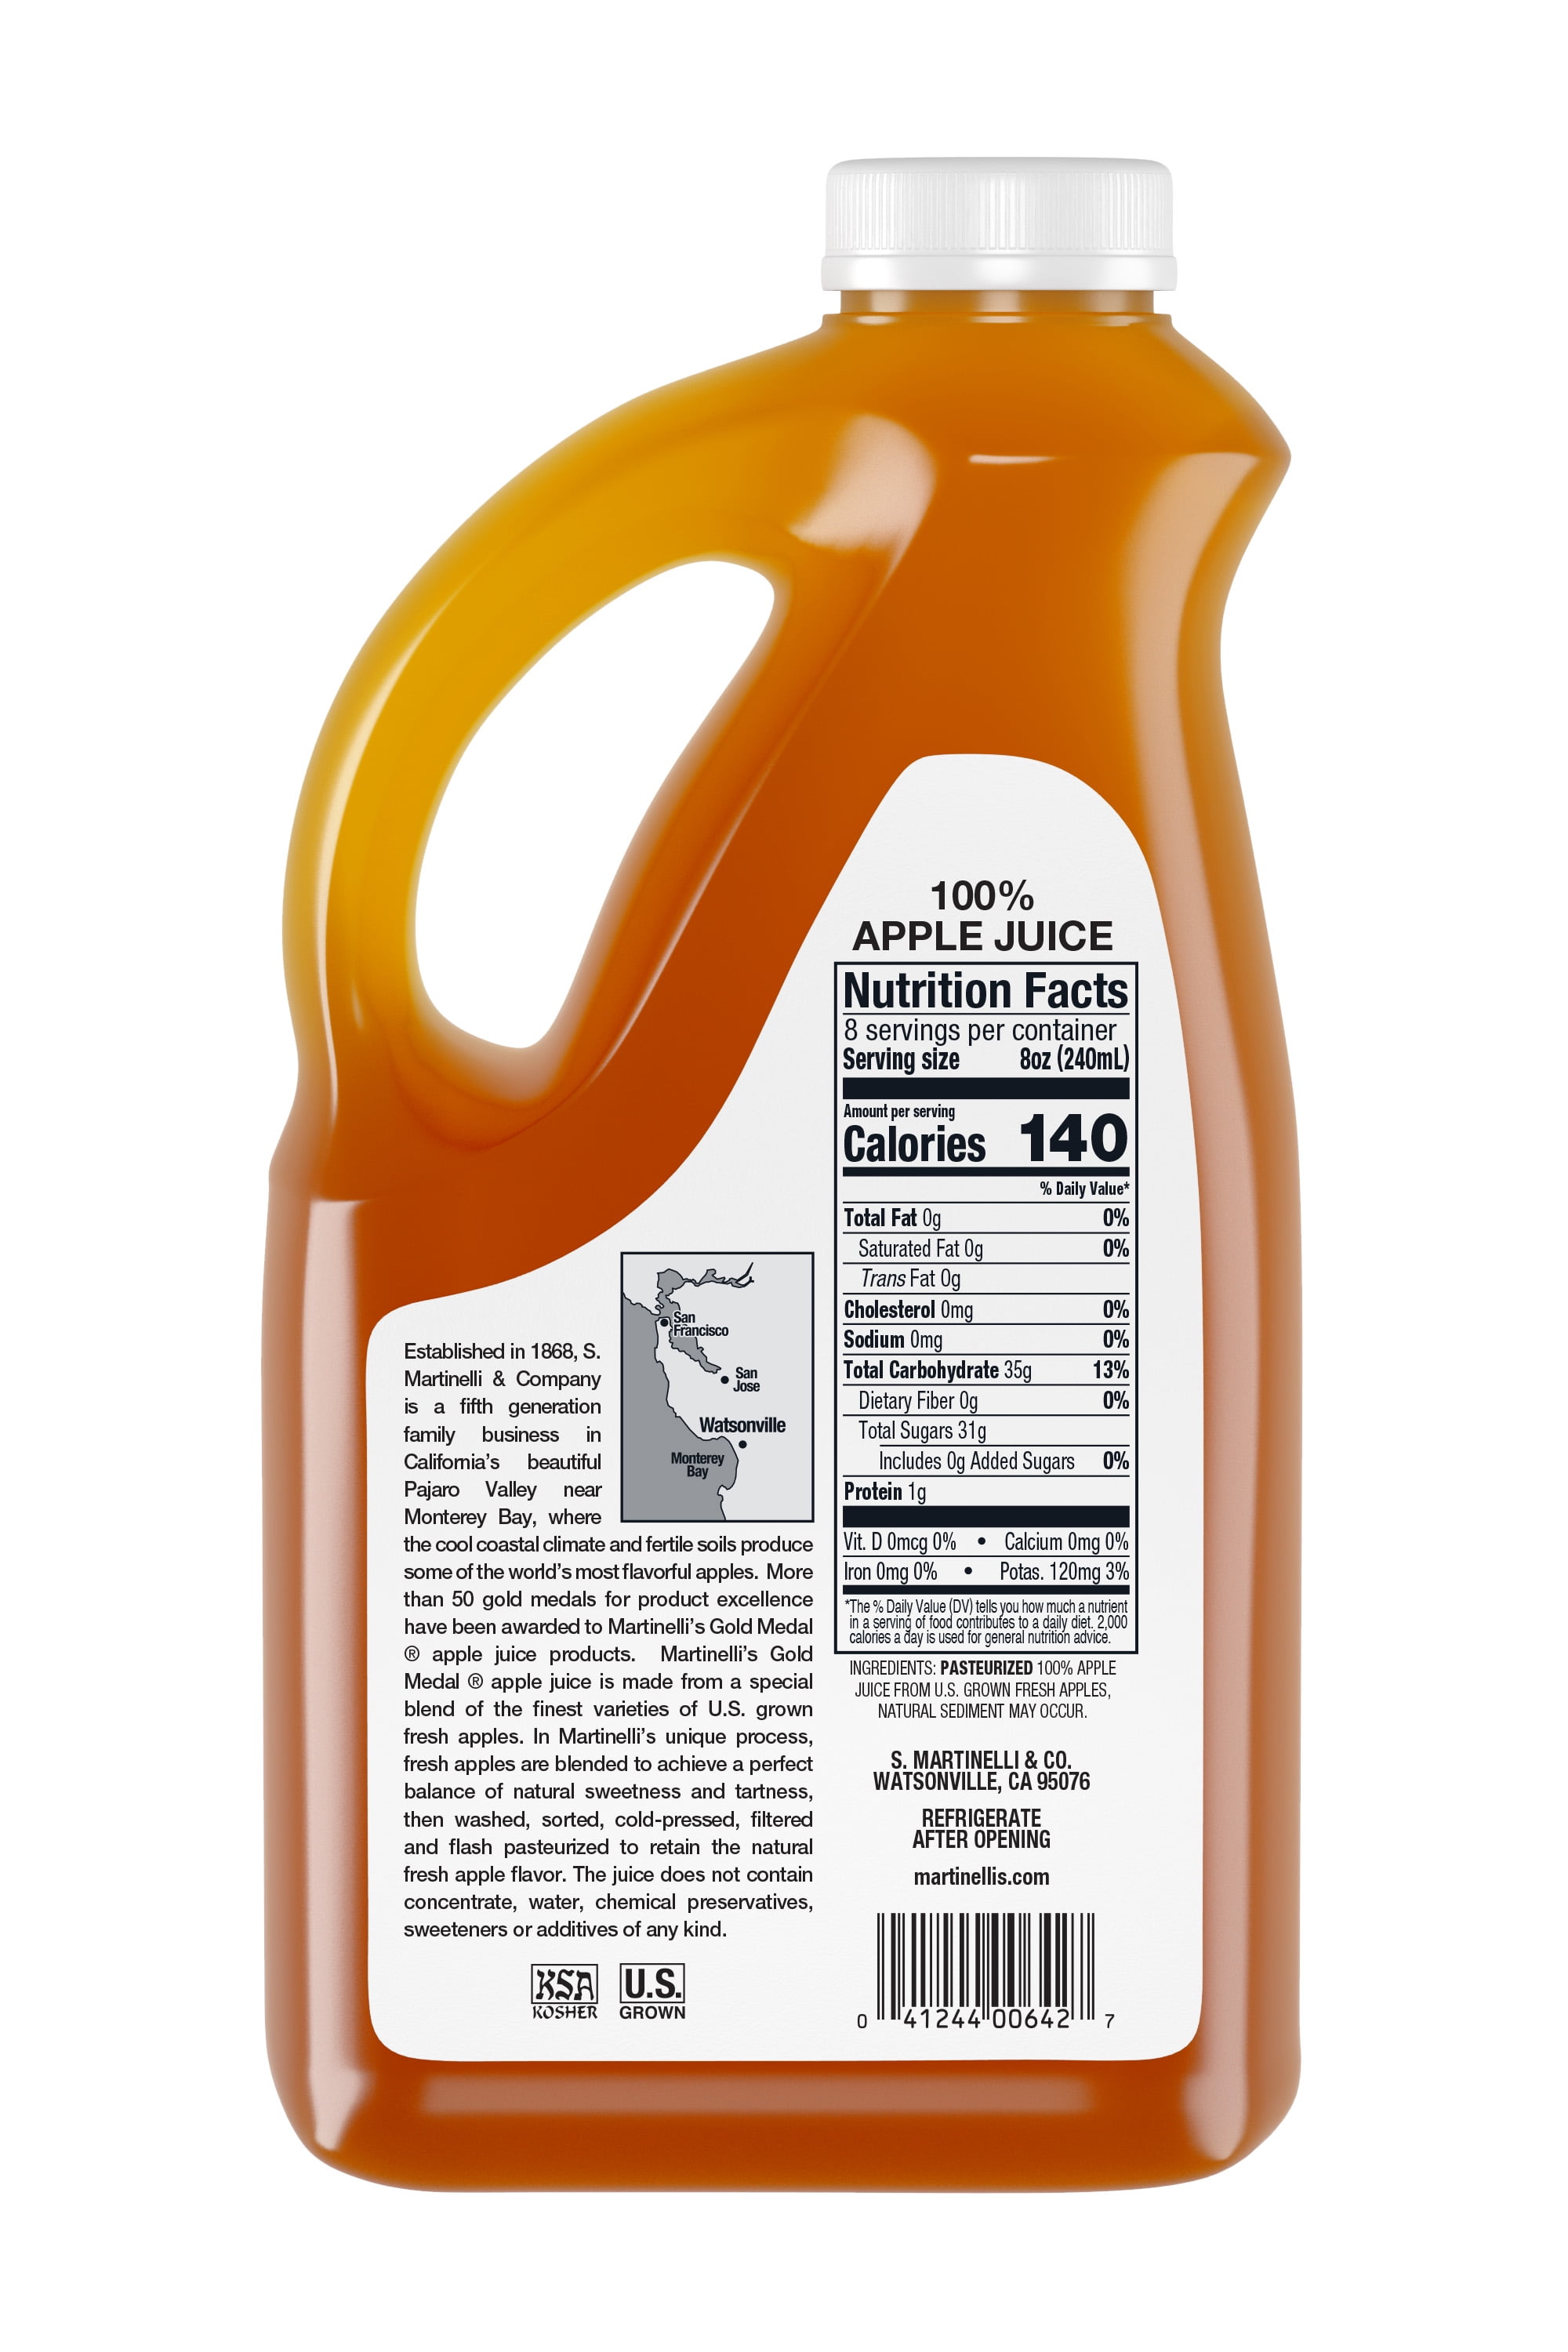 100%
APPLE JUICE
Nutrition Facts
8 servings per container
Serving size 8oz (240mL)
Amount per serving
Calories 140
% Daily Value*
Total Fat 0g 0%
Saturated Fat 0g 0%
Trans Fat 0g
Cholesterol 0mg 0%
Sodium 0mg 0%
Total Carbohydrate 35g 13%
Dietary Fiber 0g 0%
Total Sugars 31g
Includes 0g Added Sugars 0%
Protein 1g
Vit. D 0mcg 0% • Calcium 0mg 0%
Iron 0mg 0% • Potas. 120mg 3%
*The % Daily Value (DV) tells you how much a nutrient
in a serving of food contributes to a daily diet. 2,000
calories a day is used for general nutrition advice.
INGREDIENTS: PASTEURIZED 100% APPLE
JUICE FROM U.S. GROWN FRESH APPLES,
NATURAL SEDIMENT MAY OCCUR.
S. MARTINELLI & CO.
WATSONVILLE, CA 95076
REFRIGERATE
AFTER OPENING
martinellis.com
0 41244 00642 7
San
Francisco
San
Jose
Watsonville
Monterey
Bay
Established in 1868, S.
Martinelli & Company
is a fifth generation
family business in
California's beautiful
Pajaro Valley near
Monterey Bay, where
the cool coastal climate and fertile soils produce
some of the world's most flavorful apples. More
than 50 gold medals for product excellence
have been awarded to Martinelli's Gold Medal
® apple juice products. Martinelli's Gold
Medal ® apple juice is made from a special
blend of the finest varieties of U.S. grown
fresh apples. In Martinelli's unique process,
fresh apples are blended to achieve a perfect
balance of natural sweetness and tartness,
then washed, sorted, cold-pressed, filtered
and flash pasteurized to retain the natural
fresh apple flavor. The juice does not contain
concentrate, water, chemical preservatives,
sweeteners or additives of any kind.
KSA
KOSHER
U.S.
GROWN